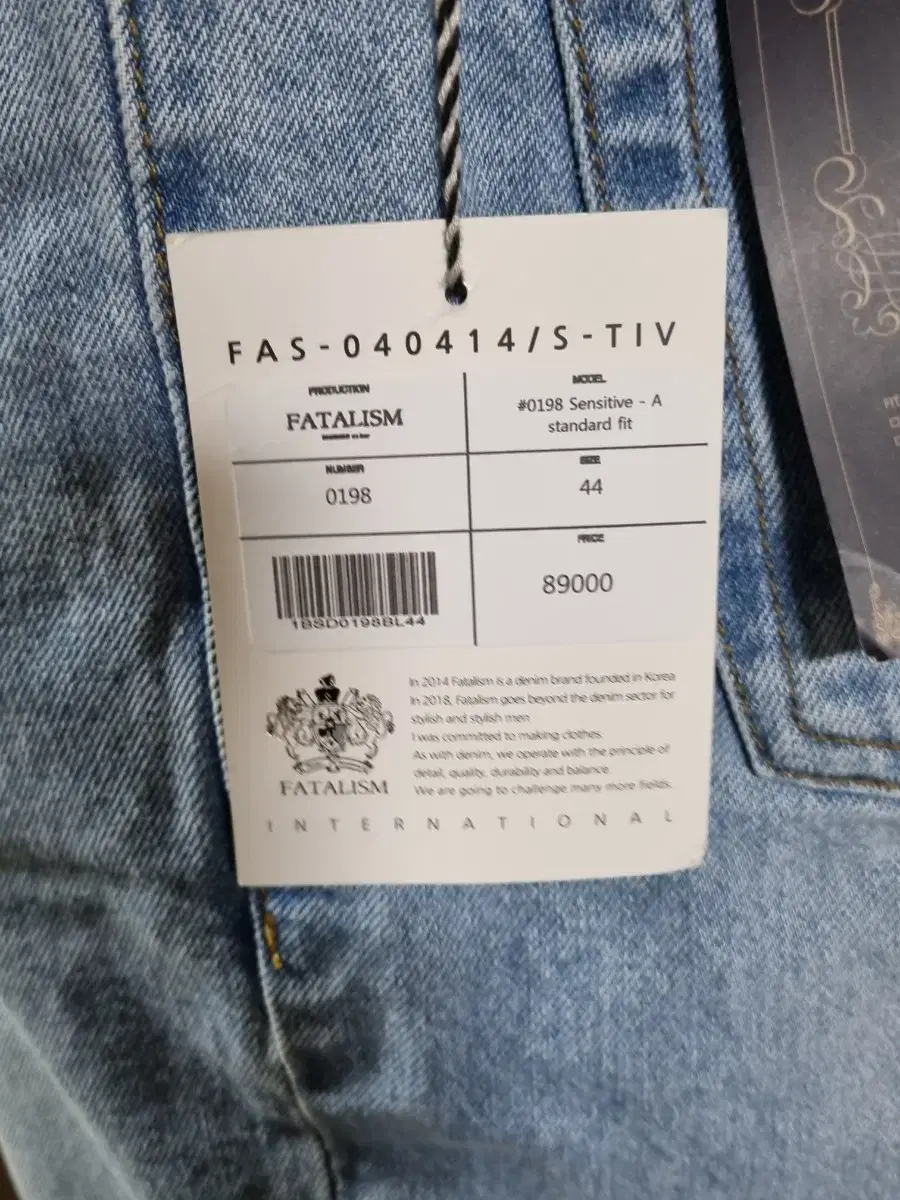 FAS-040414/S-TIV
PRODUCTION
FATALISM
MODEL
#0198 Sensitive - A
standard fit
NUMBER
0198
SIZE
44
PRICE
89000
1BSD0198BL44
In 2014 Fatalism is a denim brand founded in Korea
In 2018, Fatalism goes beyond the denim sector for
stylish and stylish men
I was committed to making clothes.
As with denim, we operate with the principle of
detail, quality, durability and balance.
We are going to challenge many more fields.
FATALISM
INTERNATIONAL
FIT